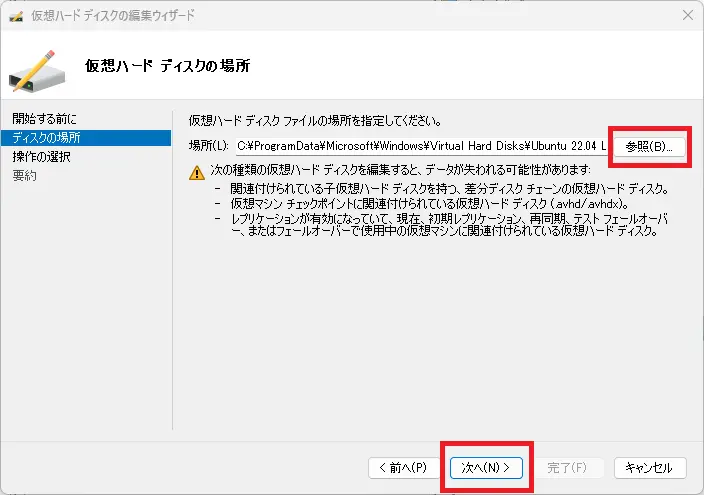 仮想ハード ディスクの編集ウィザード
仮想ハード ディスクの場所
開始する前に
ディスクの場所
操作の選択
要約
仮想ハード ディスク ファイルの場所を指定してください。
場所(L): C:¥ProgramData¥Microsoft¥Windows¥Virtual Hard Disks¥Ubuntu 22.04 L 参照(B)...
次の種類の仮想ハード ディスクを編集すると、データが失われる可能性があります:
- 関連付けられている子仮想ハード ディスクを持つ、差分ディスク チェーンの仮想ハード ディスク。
- 仮想マシン チェックポイントに関連付けられている仮想ハード ディスク (.avhd/.avhdx)。
- レプリケーションが有効になっていて、現在、初期レプリケーション、再同期、テスト フェールオーバ
ー、またはフェールオーバーで使用中の仮想マシンに関連付けられている仮想ハード ディスク。
< 前へ(P) 次へ(N) > 完了(F) キャンセル